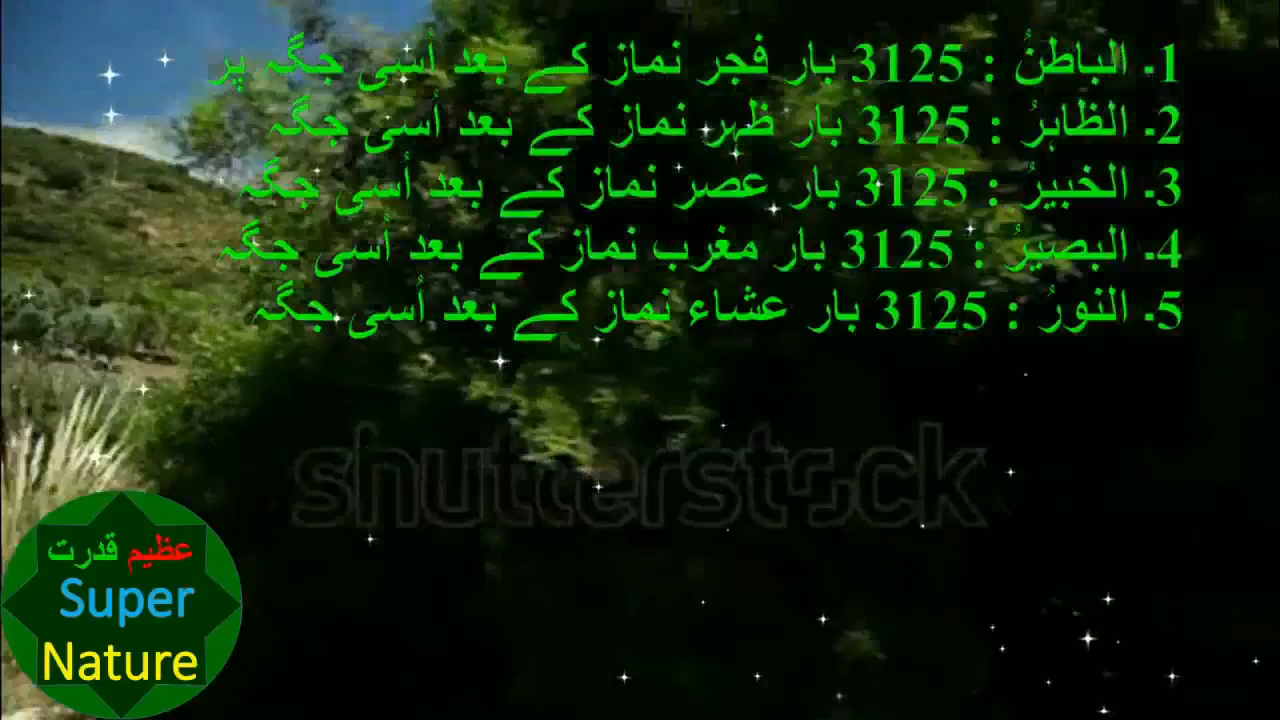 1۔ الباطنُ : 3125 بار فجر نماز کے بعد اُسی جگہ پر
2۔ الظاہرُ : 3125 بار ظہر نماز کے بعد اُسی جگہ
3۔ الخبیرُ : 3125 بار عصر نماز کے بعد اُسی جگہ
4۔ البصیرُ : 3125 بار مغرب نماز کے بعد اُسی جگہ
5۔ النورُ : 3125 بار عشاء نماز کے بعد اُسی جگہ
shutterstock
عظیم قدرت
Super
Nature